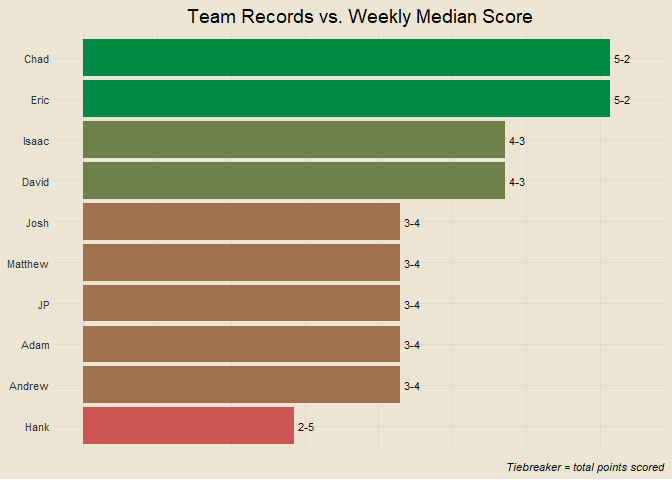 Team Records vs. Weekly Median Score
Chad 5-2
Eric 5-2
Isaac 4-3
David 4-3
Josh 3-4
Matthew 3-4
JP 3-4
Adam 3-4
Andrew 3-4
Hank 2-5
Tiebreaker = total points scored